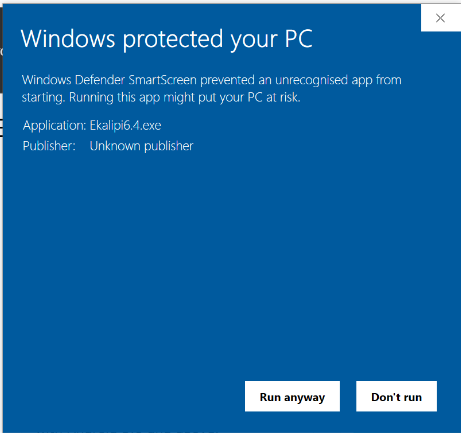 Windows protected your PC
Windows Defender SmartScreen prevented an unrecognised app from
starting. Running this app might put your PC at risk.
Application: Ekalipi6.4.exe
Publisher: Unknown publisher
Run anyway
Don't run